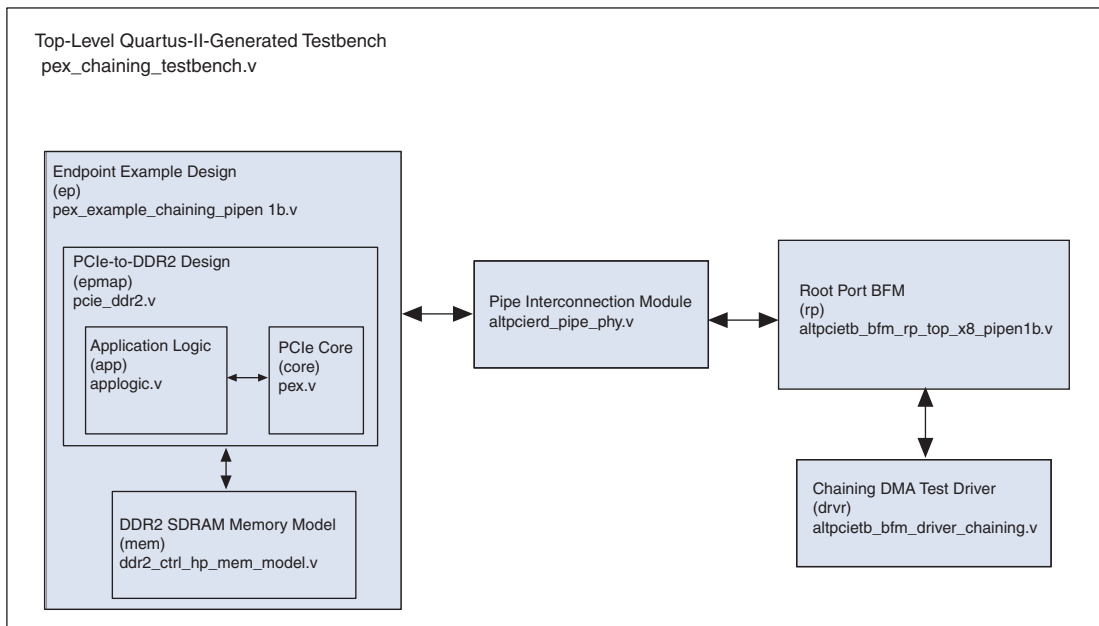 Top-Level Quartus-II-Generated Testbench
pex_chaining_testbench.v
Endpoint Example Design
(ep)
pex_example_chaining_pipen 1b.v
PCIe-to-DDR2 Design
(epmap)
pcie_ddr2.v
Application Logic
(app)
applogic.v
PCIe Core
(core)
pex.v
DDR2 SDRAM Memory Model
(mem)
ddr2_ctrl_hp_mem_model.v
Pipe Interconnection Module
altpcierd_pipe_phy.v
Root Port BFM
(rp)
altpcietb_bfm_rp_top_x8_pipen1b.v
Chaining DMA Test Driver
(drvr)
altpcietb_bfm_driver_chaining.v